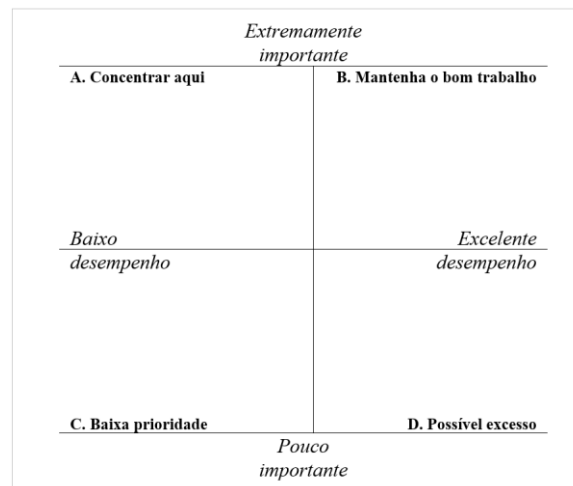 Extremamente
importante
A. Concentrar aqui
B. Mantenha o bom trabalho
Baixo
desempenho
Excelente
desempenho
C. Baixa prioridade
D. Possível excesso
Pouco
importante